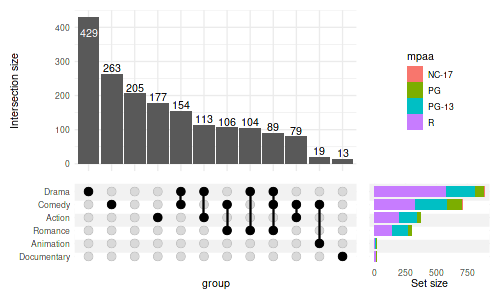 Intersection size
400
300
200
100
0
429
263
205
177
154
113
106
104
89
79
19
13
mpaa
NC-17
PG
PG-13
R
Drama
Comedy
Action
Romance
Animation
Documentary
group
0 250 500 750
Set size